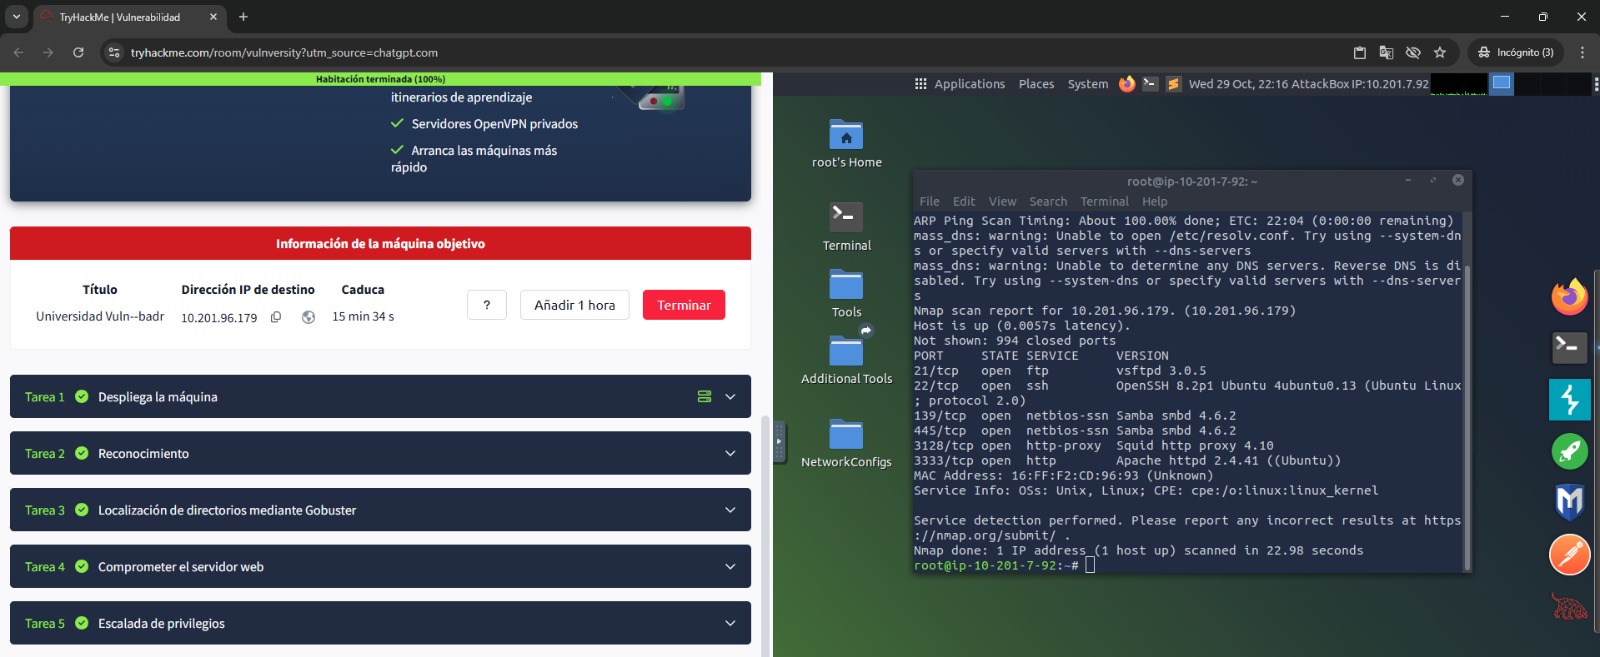 TryHackMe | Vulnerabilidad
tryhackme.com/room/vulnversity?utm_source=chatgpt.com
Incógnito (3)
Habitación terminada (100%)
itinerarios de aprendizaje
Servidores OpenVPN privados
Arranca las máquinas más
rápido
Información de la máquina objetivo
Título
Dirección IP de destino
Caduca
Universidad Vuln--badr
10.201.96.179
15 min 34 s
?
Añadir 1 hora
Terminar
Tarea 1 Despliega la máquina
Tarea 2 Reconocimiento
Tarea 3 Localización de directorios mediante Gobuster
Tarea 4 Comprometer el servidor web
Tarea 5 Escalada de privilegios
Applications Places System Wed 29 Oct, 22:16 AttackBox IP:10.201.7.92
root's Home
Terminal
Tools
Additional Tools
NetworkConfigs
root@ip-10-201-7-92: ~
File Edit View Search Terminal Help
ARP Ping Scan Timing: About 100.00% done; ETC: 22:04 (0:00:00 remaining)
mass_dns: warning: Unable to open /etc/resolv.conf. Try using --system-dn
s or specify valid servers with --dns-servers
mass_dns: warning: Unable to determine any DNS servers. Reverse DNS is di
sabled. Try using --system-dns or specify valid servers with --dns-server
s
Nmap scan report for 10.201.96.179. (10.201.96.179)
Host is up (0.0057s latency).
Not shown: 994 closed ports
PORT STATE SERVICE VERSION
21/tcp open ftp vsftpd 3.0.5
22/tcp open ssh OpenSSH 8.2p1 Ubuntu 4ubuntu0.13 (Ubuntu Linux
; protocol 2.0)
139/tcp open netbios-ssn Samba smbd 4.6.2
445/tcp open netbios-ssn Samba smbd 4.6.2
3128/tcp open http-proxy Squid http proxy 4.10
3333/tcp open http Apache httpd 2.4.41 ((Ubuntu))
MAC Address: 16:FF:F2:CD:96:93 (Unknown)
Service Info: OSs: Unix, Linux; CPE: cpe:/o:linux:linux_kernel
Service detection performed. Please report any incorrect results at https
://nmap.org/submit/ .
Nmap done: 1 IP address (1 host up) scanned in 22.98 seconds
root@ip-10-201-7-92:~#